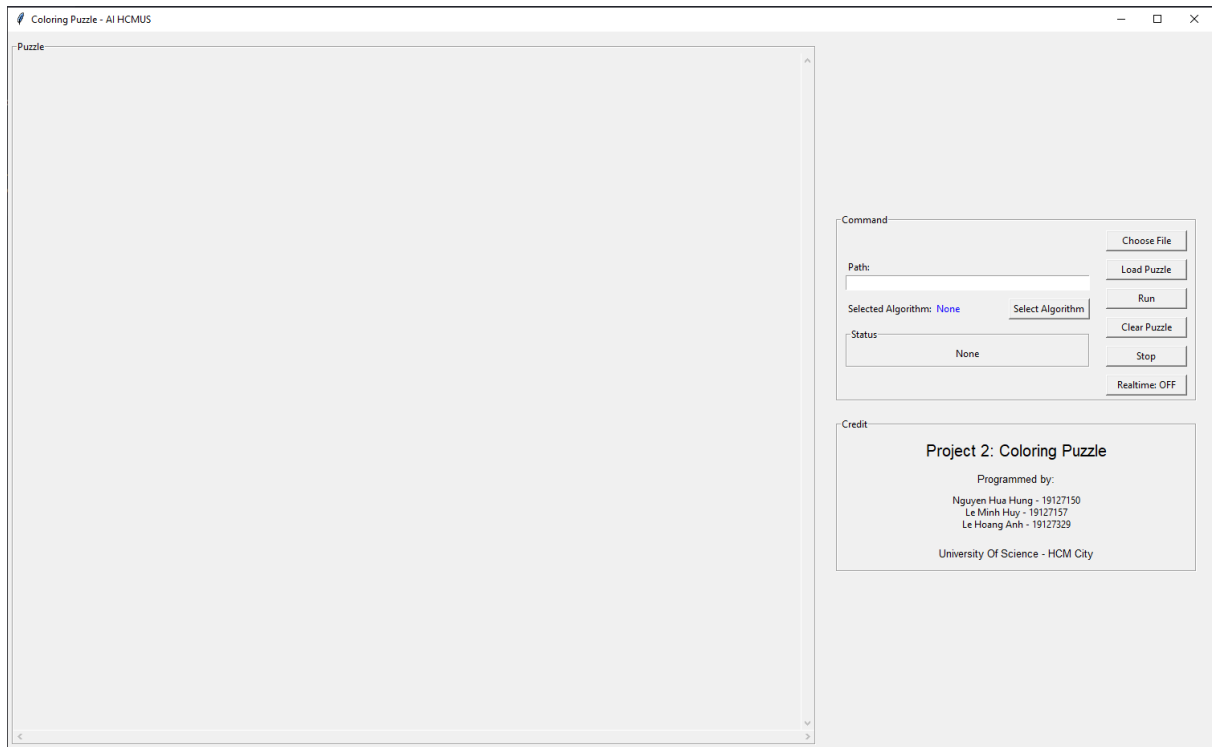 Coloring Puzzle - AI HCMUS
Puzzle
Command
Choose File
Path:
Load Puzzle
Run
Selected Algorithm: None
Select Algorithm
Clear Puzzle
Status
None
Stop
Realtime: OFF
Credit
Project 2: Coloring Puzzle
Programmed by:
Nguyen Hua Hung - 19127150
Le Minh Huy - 19127157
Le Hoang Anh - 19127329
University Of Science - HCM City